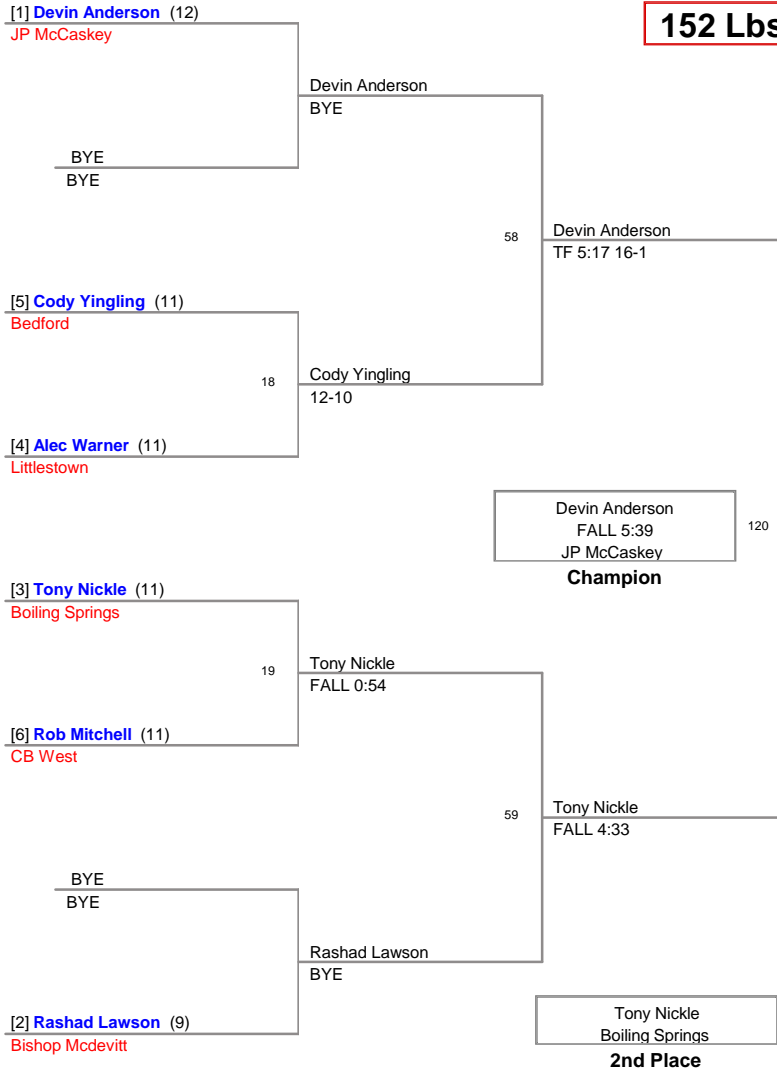 [1] Devin Anderson (12)
JP McCaskey
152 Lbs
Devin Anderson
BYE
BYE
BYE
58
Devin Anderson
TF 5:17 16-1
[5] Cody Yingling (11)
Bedford
18
Cody Yingling
12-10
[4] Alec Warner (11)
Littlestown
Devin Anderson
FALL 5:39
JP McCaskey
120
Champion
[3] Tony Nickle (11)
Boiling Springs
19
Tony Nickle
FALL 0:54
[6] Rob Mitchell (11)
CB West
59
Tony Nickle
FALL 4:33
BYE
BYE
Rashad Lawson
BYE
[2] Rashad Lawson (9)
Bishop Mcdevitt
Tony Nickle
Boiling Springs
2nd Place